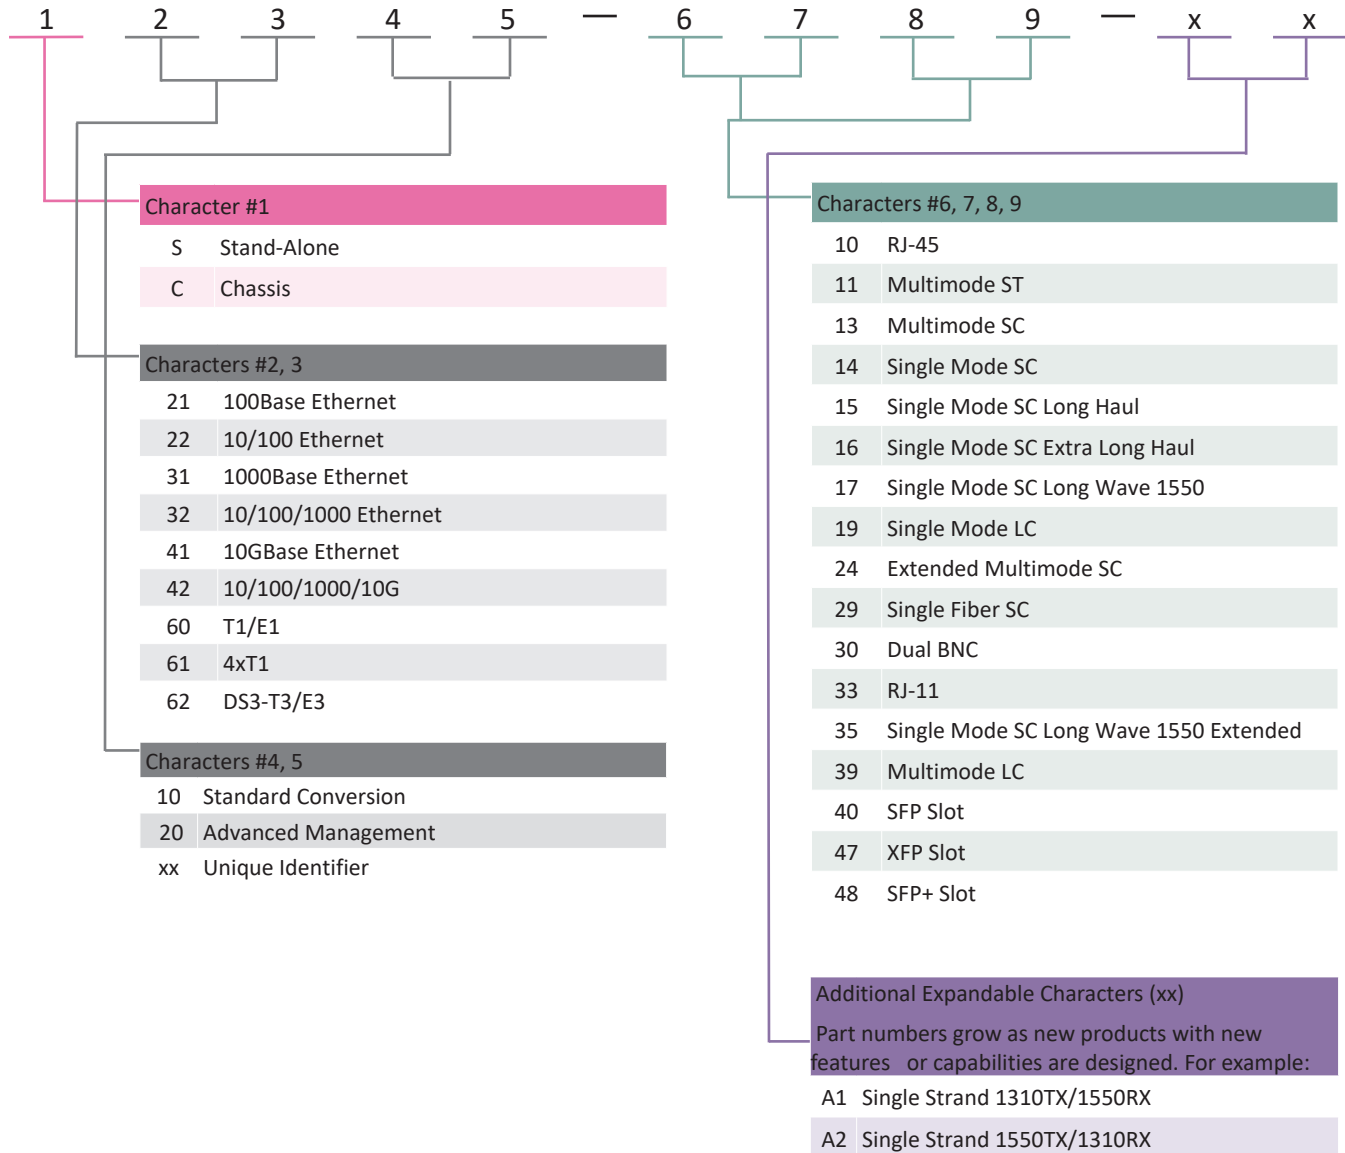 1 2 3 4 5 — 6 7 8 9 — x x
Character #1
S Stand-Alone
C Chassis
Characters #2, 3
21 100Base Ethernet
22 10/100 Ethernet
31 1000Base Ethernet
32 10/100/1000 Ethernet
41 10GBase Ethernet
42 10/100/1000/10G
60 T1/E1
61 4xT1
62 DS3-T3/E3
Characters #4, 5
10 Standard Conversion
20 Advanced Management
xx Unique Identifier
Characters #6, 7, 8, 9
10 RJ-45
11 Multimode ST
13 Multimode SC
14 Single Mode SC
15 Single Mode SC Long Haul
16 Single Mode SC Extra Long Haul
17 Single Mode SC Long Wave 1550
19 Single Mode LC
24 Extended Multimode SC
29 Single Fiber SC
30 Dual BNC
33 RJ-11
35 Single Mode SC Long Wave 1550 Extended
39 Multimode LC
40 SFP Slot
47 XFP Slot
48 SFP+ Slot
Additional Expandable Characters (xx)
Part numbers grow as new products with new
features or capabilities are designed. For example:
A1 Single Strand 1310TX/1550RX
A2 Single Strand 1550TX/1310RX